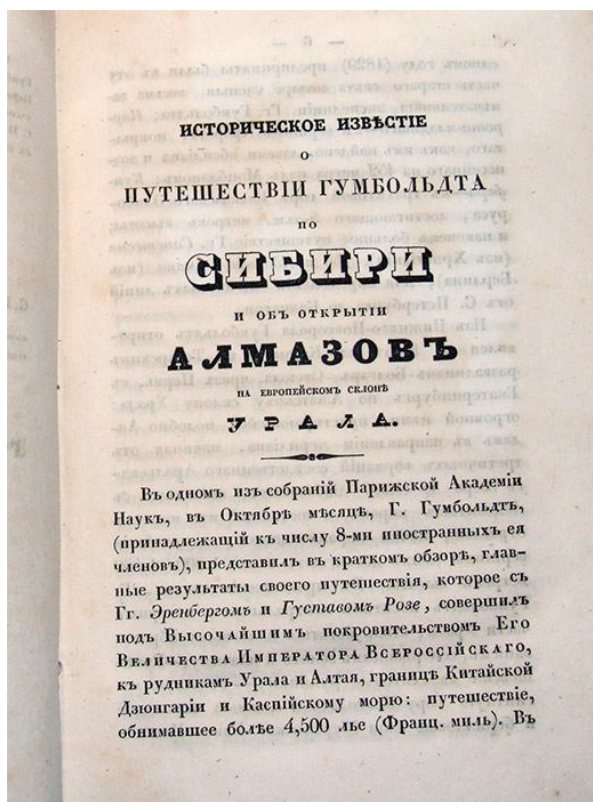 ИСТОРИЧЕСКОЕ ИЗВѢСТІЕ
О
ПУТЕШЕСТВІИ ГУМБОЛЬДТА
ПО
СИБИРИ
И ОБЪ ОТКРЫТІИ
АЛМАЗОВЪ
НА ЕВРОПЕЙСКОМЪ СКЛОНѢ
УРАЛА.
Въ одномъ изъ собраній Парижской Академіи
Наукъ, въ Октябрѣ мѣсяцѣ, Г. Гумбольдтъ,
(принадлежащій къ числу 8-ми иностранныхъ ея
членовъ), представилъ въ краткомъ обзорѣ, глав-
ные результаты своего путешествія, которое съ
Гг. Эренбергомъ и Густавомъ Розе, совершилъ
подъ Высочайшимъ покровительствомъ Его
Величества Императора Всероссійскаго,
къ рудникамъ Урала и Алтая, границѣ Китайской
Дзюнгаріи и Каспійскому морю: путешествіе,
обнимавшее болѣе 4,500 лье (Франц. миль). Въ